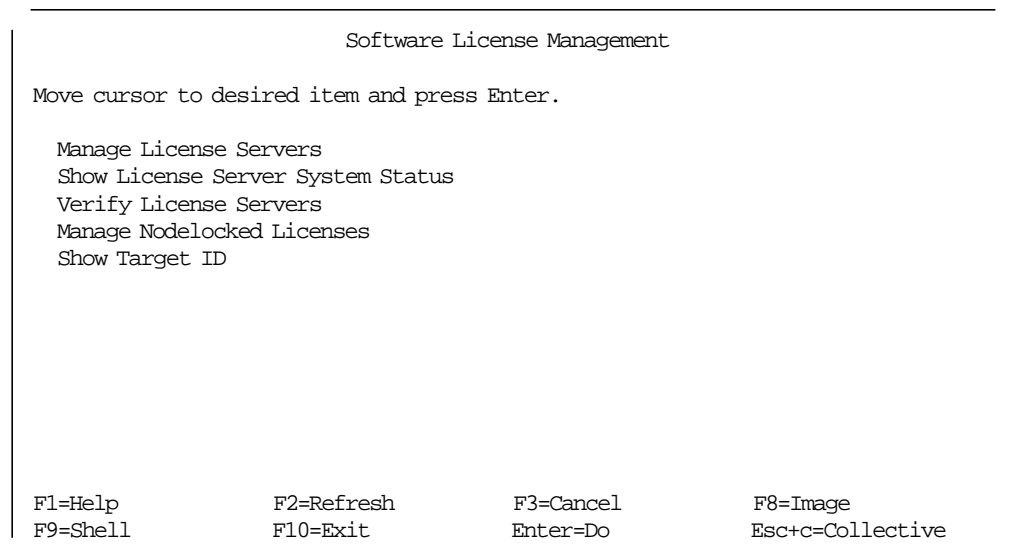 Software License Management
Move cursor to desired item and press Enter.
Manage License Servers
Show License Server System Status
Verify License Servers
Manage Nodelocked Licenses
Show Target ID
F1=Help F2=Refresh F3=Cancel F8=Image
F9=Shell F10=Exit Enter=Do Esc+c=Collective